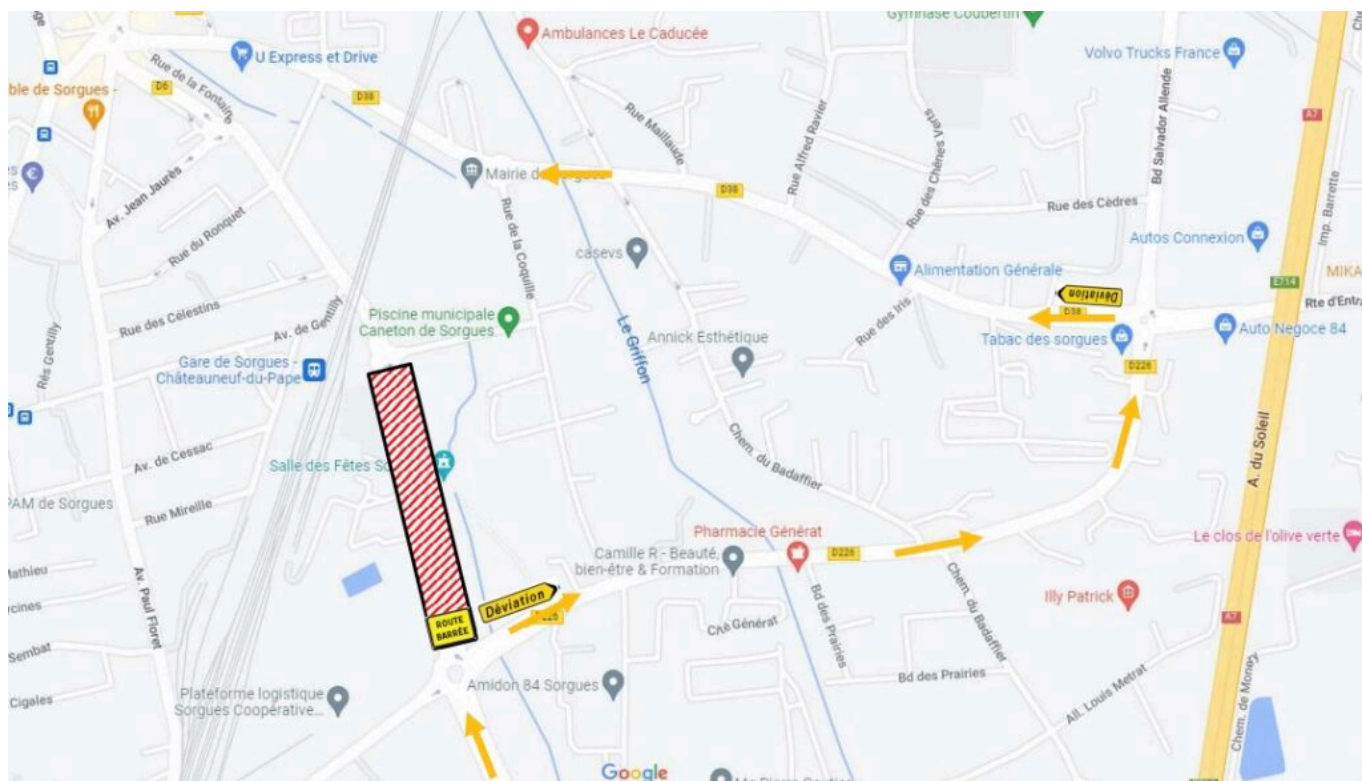 Gymnase Coubertin
Ambulances Le Caducée
U Express et Drive
Volvo Trucks France
Rue de la Fontaine
D6
D38
ble de Sorgues -
Rue Maillaude
Rue Alfred Ravier
Rue des Chênes Verts
Bd Salvador Allende
A7
Av. Jean Jaurès
Mairie de Sorgues
D38
Rue des Cèdres
Imp. Barrette
Rue du Ronquet
Rue de la Coquille
casevs
Autos Connexion
Alimentation Générale
E714
MIKA
Rue des Célestins
Av. de Gentilly
Piscine municipale
Caneton de Sorgues...
Le Griffon
Rue des Iris
Déviation
D38
Rte d'Entra
Rés Gentilly
Gare de Sorgues -
Châteauneuf-du-Pape
Annick Esthétique
Tabac des sorgues
Auto Negoce 84
D226
Av. de Cessac
Salle des Fêtes So
Chem. du Badaffier
A. du Soleil
PAM de Sorgues
Rue Mireille
Pharmacie Générat
Le clos de l'olive verte
Camille R - Beauté,
bien-être & Formation
D226
Mathieu
Av. Paul Floret
Déviation
ROUTE
BARRÉE
Bd des Prairies
Chem. du Badaffier
Illy Patrick
A7
Sembat
Che Générat
Cigales
Plateforme logistique
Sorgues Coopérative...
Amidon 84 Sorgues
Bd des Prairies
All. Louis Metrat
Chem. de Money
Google